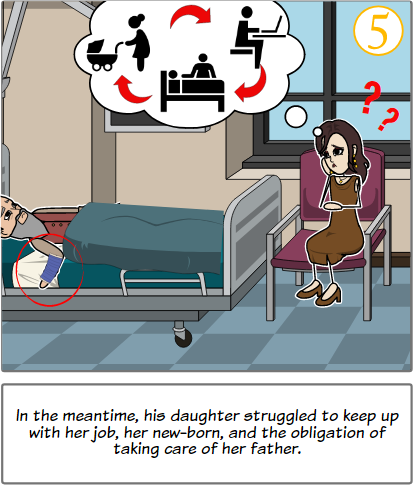 5
? ?
In the meantime, his daughter struggled to keep up
with her job, her new-born, and the obligation of
taking care of her father.